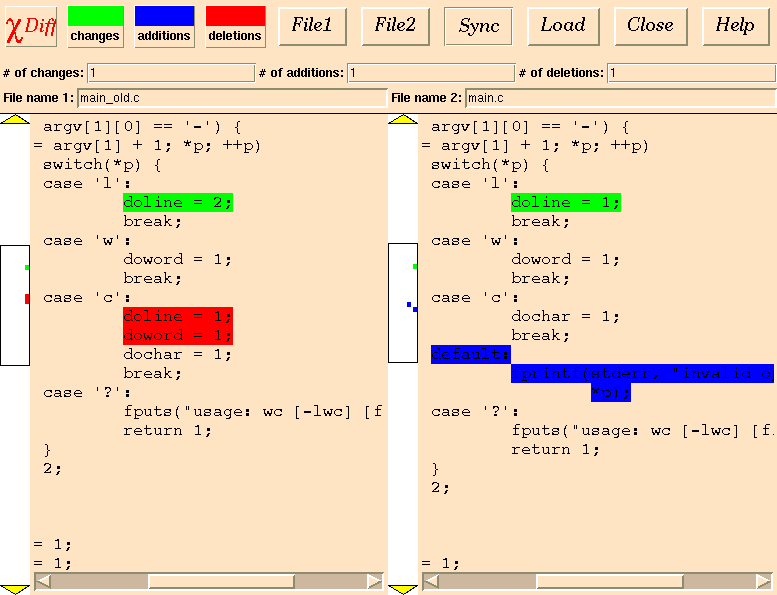 χDiff changes additions deletions File1 File2 Sync Load Close Help
# of changes: 1 # of additions: 1 # of deletions: 1
File name 1: main_old.c File name 2: main.c
argv[1][0] == '-') {
= argv[1] + 1; *p; ++p)
switch(*p) {
case 'l':
doline = 2;
break;
case 'w':
doword = 1;
break;
case 'c':
doline = 1;
doword = 1;
dochar = 1;
break;
case '?':
fputs("usage: wc [-lwc] [f
return 1;
}
2;
= 1;
= 1;
argv[1][0] == '-') {
= argv[1] + 1; *p; ++p)
switch(*p) {
case 'l':
doline = 1;
break;
case 'w':
doword = 1;
break;
case 'c':
dochar = 1;
break;
default:
fprintf(stderr, "invalid o
*p);
case '?':
fputs("usage: wc [-lwc] [f
return 1;
}
2;
= 1;